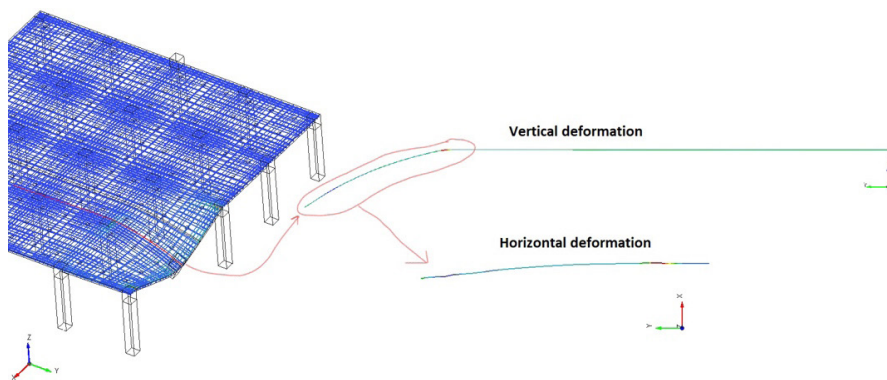 Vertical deformation
Horizontal deformation
Z
X
Y
Y
X
Y